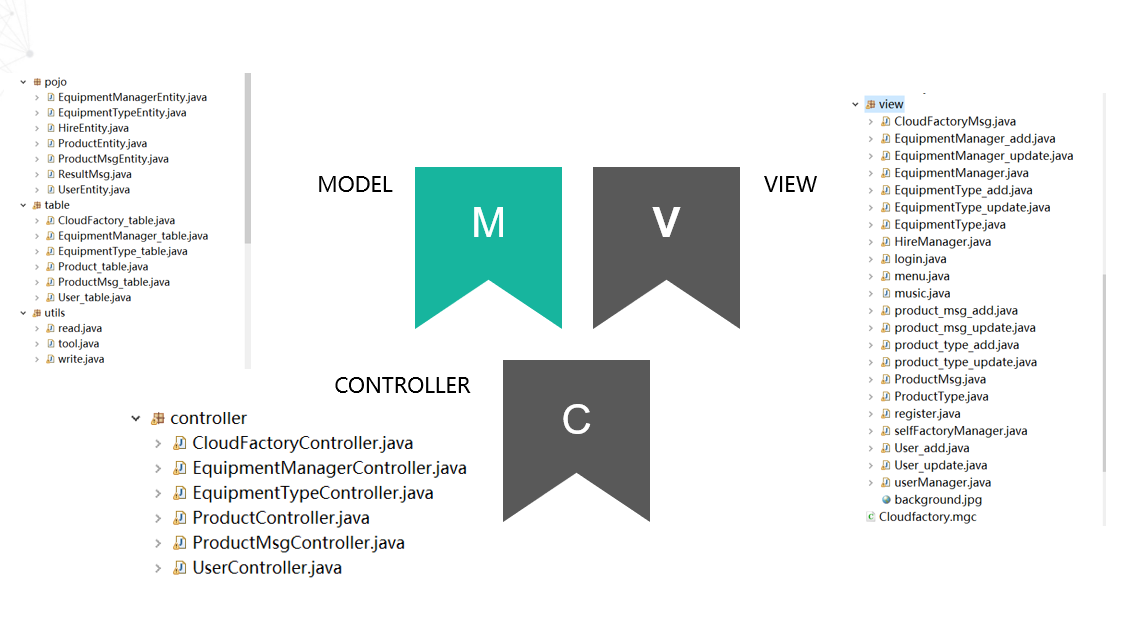 pojo
EquipmentManagerEntity.java
EquipmentTypeEntity.java
HireEntity.java
ProductEntity.java
ProductMsgEntity.java
ResultMsg.java
UserEntity.java
table
CloudFactory_table.java
EquipmentManager_table.java
EquipmentType_table.java
Product_table.java
ProductMsg_table.java
User_table.java
utils
read.java
tool.java
write.java
MODEL
M
V
VIEW
CONTROLLER
C
controller
CloudFactoryController.java
EquipmentManagerController.java
EquipmentTypeController.java
ProductController.java
ProductMsgController.java
UserController.java
view
CloudFactoryMsg.java
EquipmentManager_add.java
EquipmentManager_update.java
EquipmentManager.java
EquipmentType_add.java
EquipmentType_update.java
EquipmentType.java
HireManager.java
login.java
menu.java
music.java
product_msg_add.java
product_msg_update.java
product_type_add.java
product_type_update.java
ProductMsg.java
ProductType.java
register.java
selfFactoryManager.java
User_add.java
User_update.java
userManager.java
background.jpg
Cloudfactory.mgc